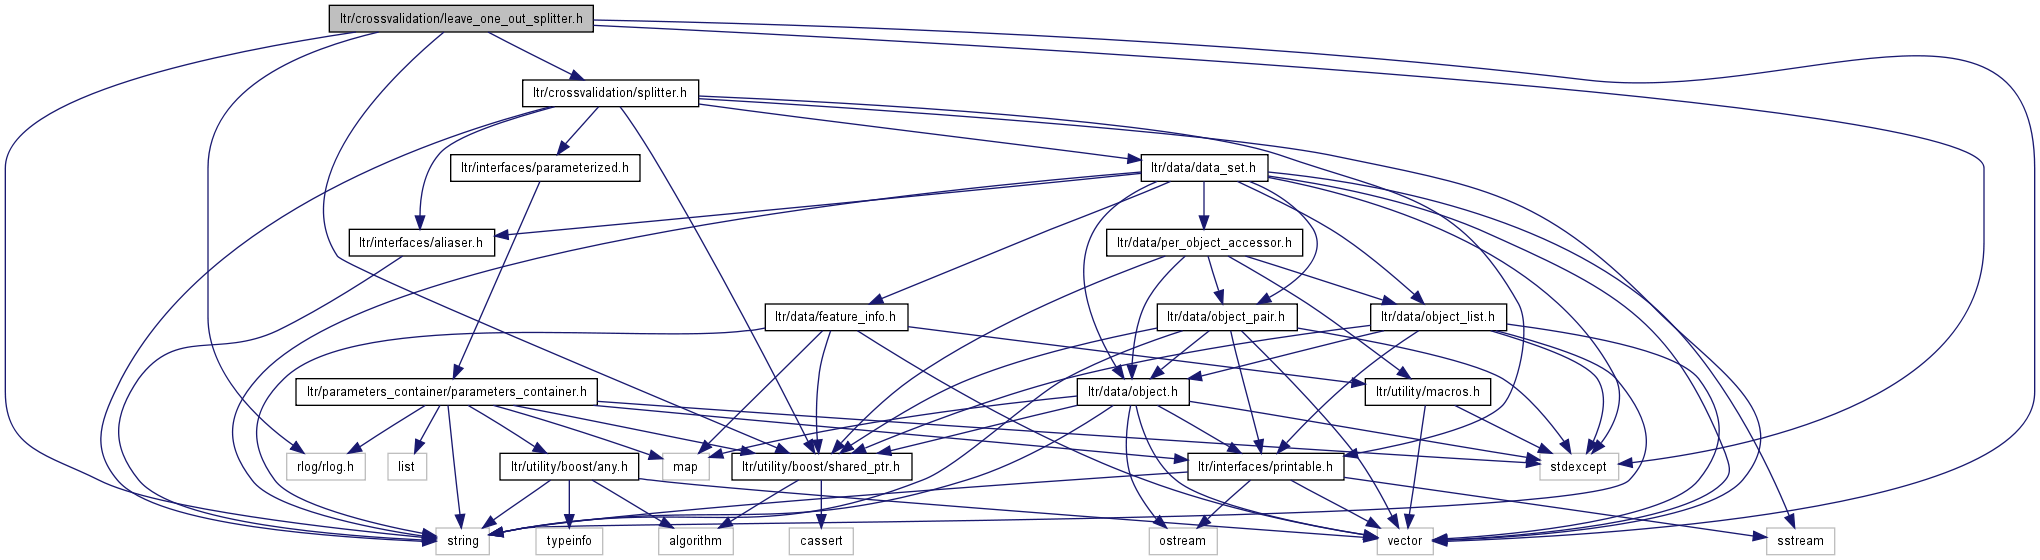 ltr/crossvalidation/leave_one_out_splitter.h
ltr/crossvalidation/splitter.h
ltr/interfaces/parameterized.h
ltr/data/data_set.h
ltr/interfaces/aliaser.h
ltr/data/per_object_accessor.h
ltr/data/feature_info.h
ltr/data/object_pair.h
ltr/data/object_list.h
ltr/parameters_container/parameters_container.h
ltr/data/object.h
ltr/utility/macros.h
rlog/rlog.h
list
ltr/utility/boost/any.h
map
ltr/utility/boost/shared_ptr.h
ltr/interfaces/printable.h
stdexcept
string
typeinfo
algorithm
cassert
ostream
vector
sstream